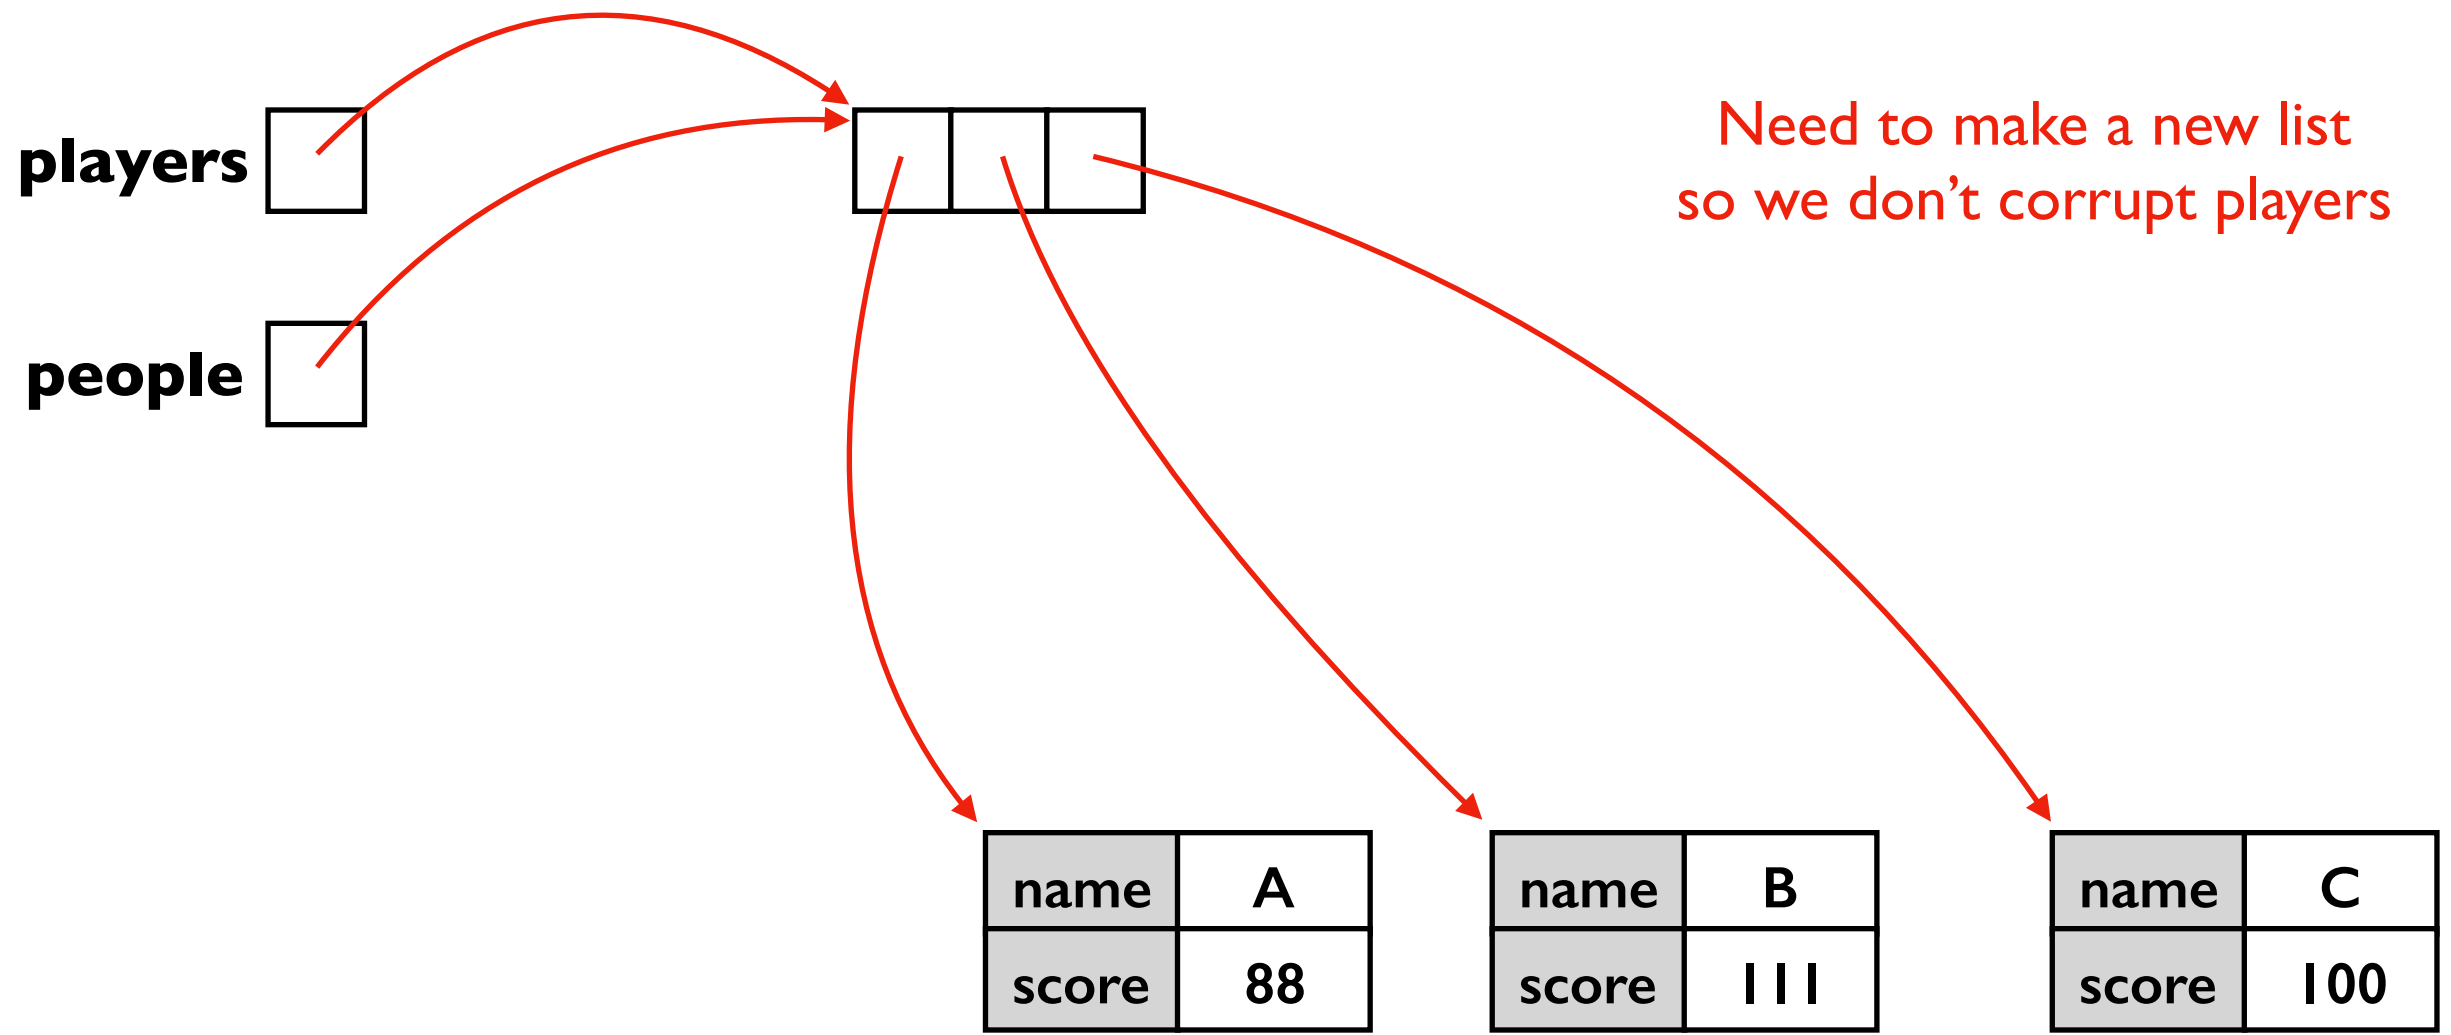 players
Need to make a new list
so we don’t corrupt players
people
name A
score 88
name B
score 111
name C
score 100